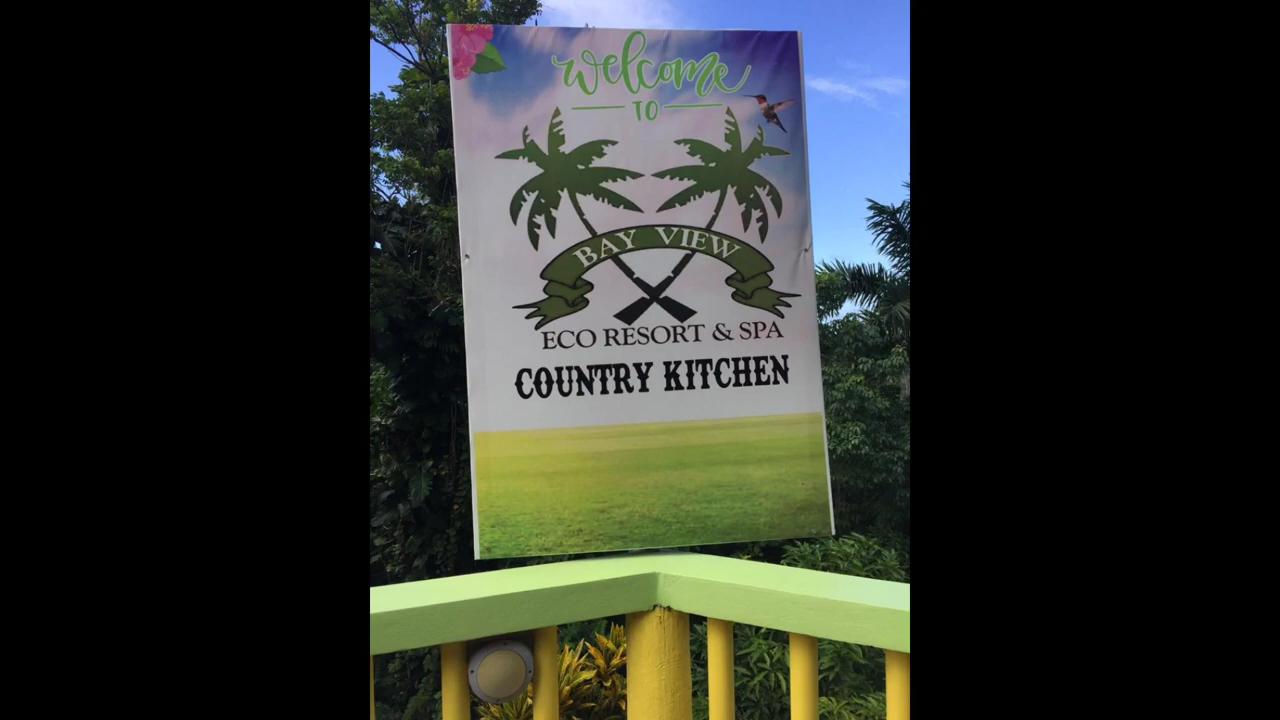 welcome
TO
BAY VIEW
ECO RESORT & SPA
COUNTRY KITCHEN